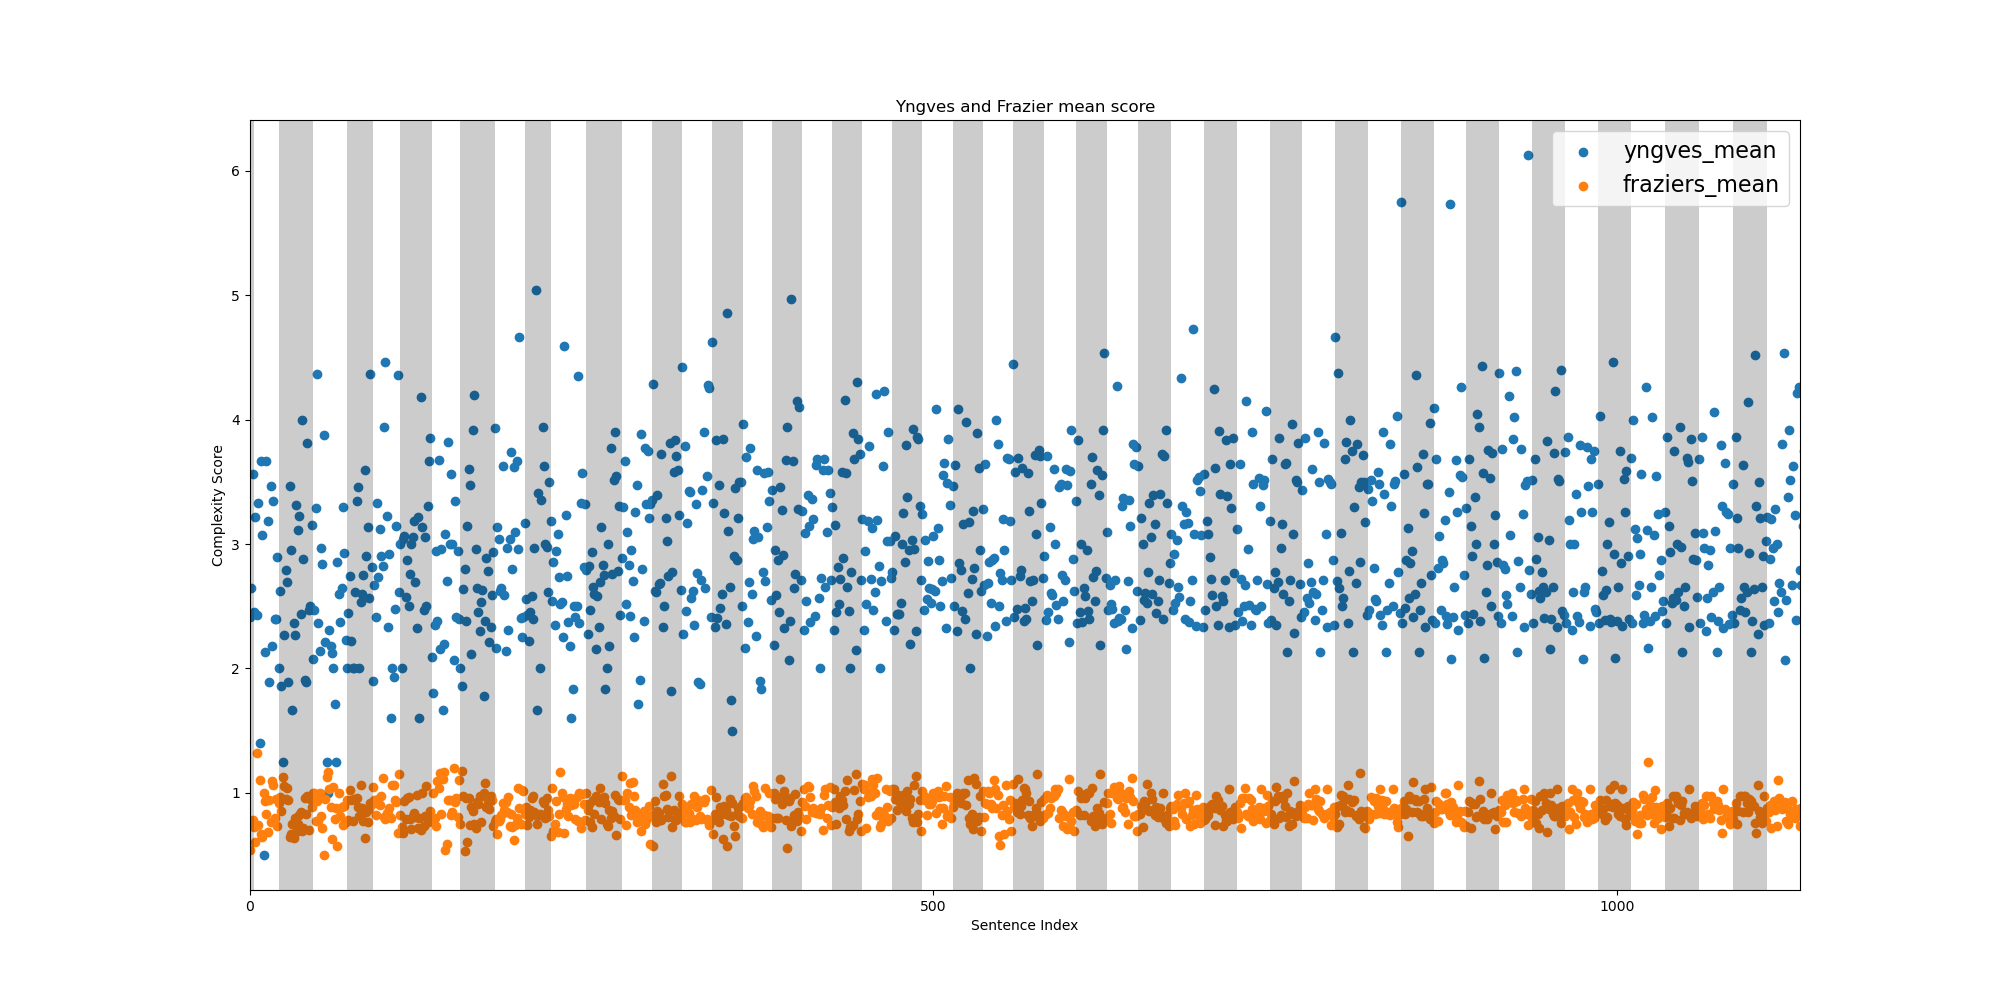 Yngves and Frazier mean score
yngves_mean
fraziers_mean
Complexity Score
6
5
4
3
2
1
0
500
1000
Sentence Index